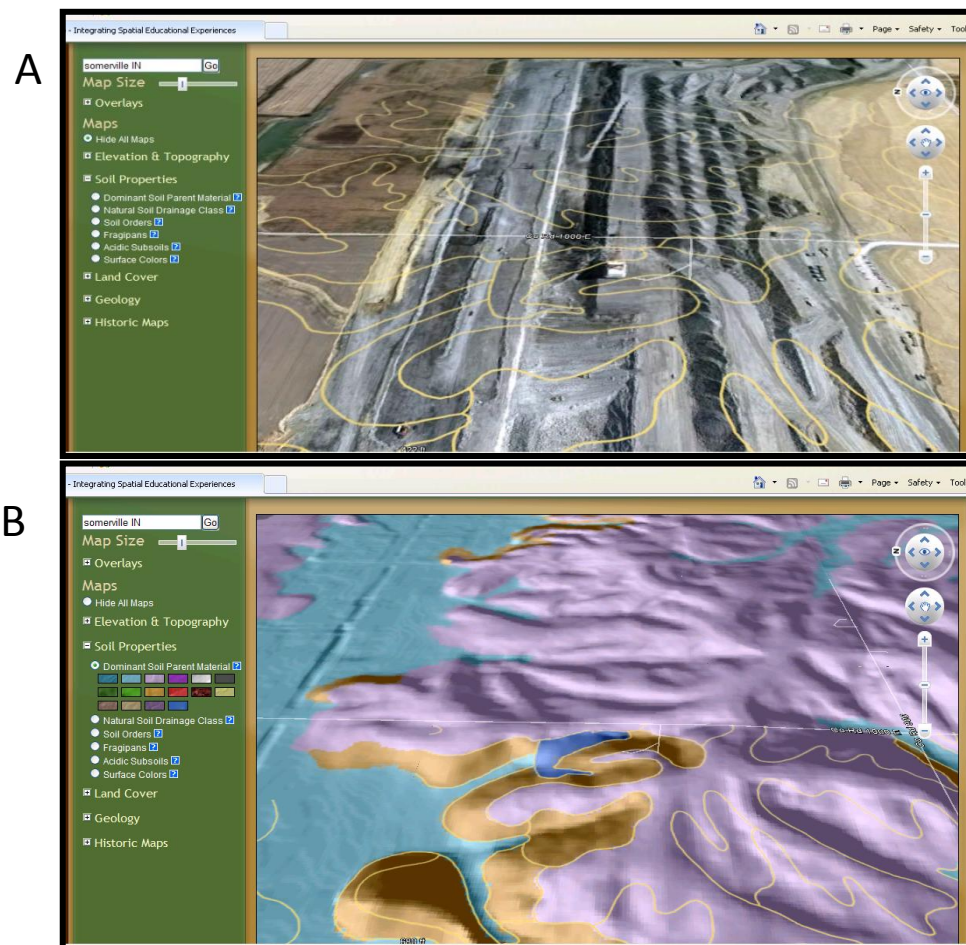 A
- Integrating Spatial Educational Experiences
Page Safety Tool
somerville IN Go
Map Size
Overlays
Maps
Hide All Maps
Elevation & Topography
Soil Properties
Dominant Soil Parent Material ?
Natural Soil Drainage Class ?
Soil Orders ?
Fragipans ?
Acidic Subsoils ?
Surface Colors ?
Land Cover
Geology
Historic Maps
N
B
- Integrating Spatial Educational Experiences
Page Safety Tool
somerville IN Go
Map Size
Overlays
Maps
Hide All Maps
Elevation & Topography
Soil Properties
Dominant Soil Parent Material ?
Natural Soil Drainage Class ?
Soil Orders ?
Fragipans ?
Acidic Subsoils ?
Surface Colors ?
Land Cover
Geology
Historic Maps
N